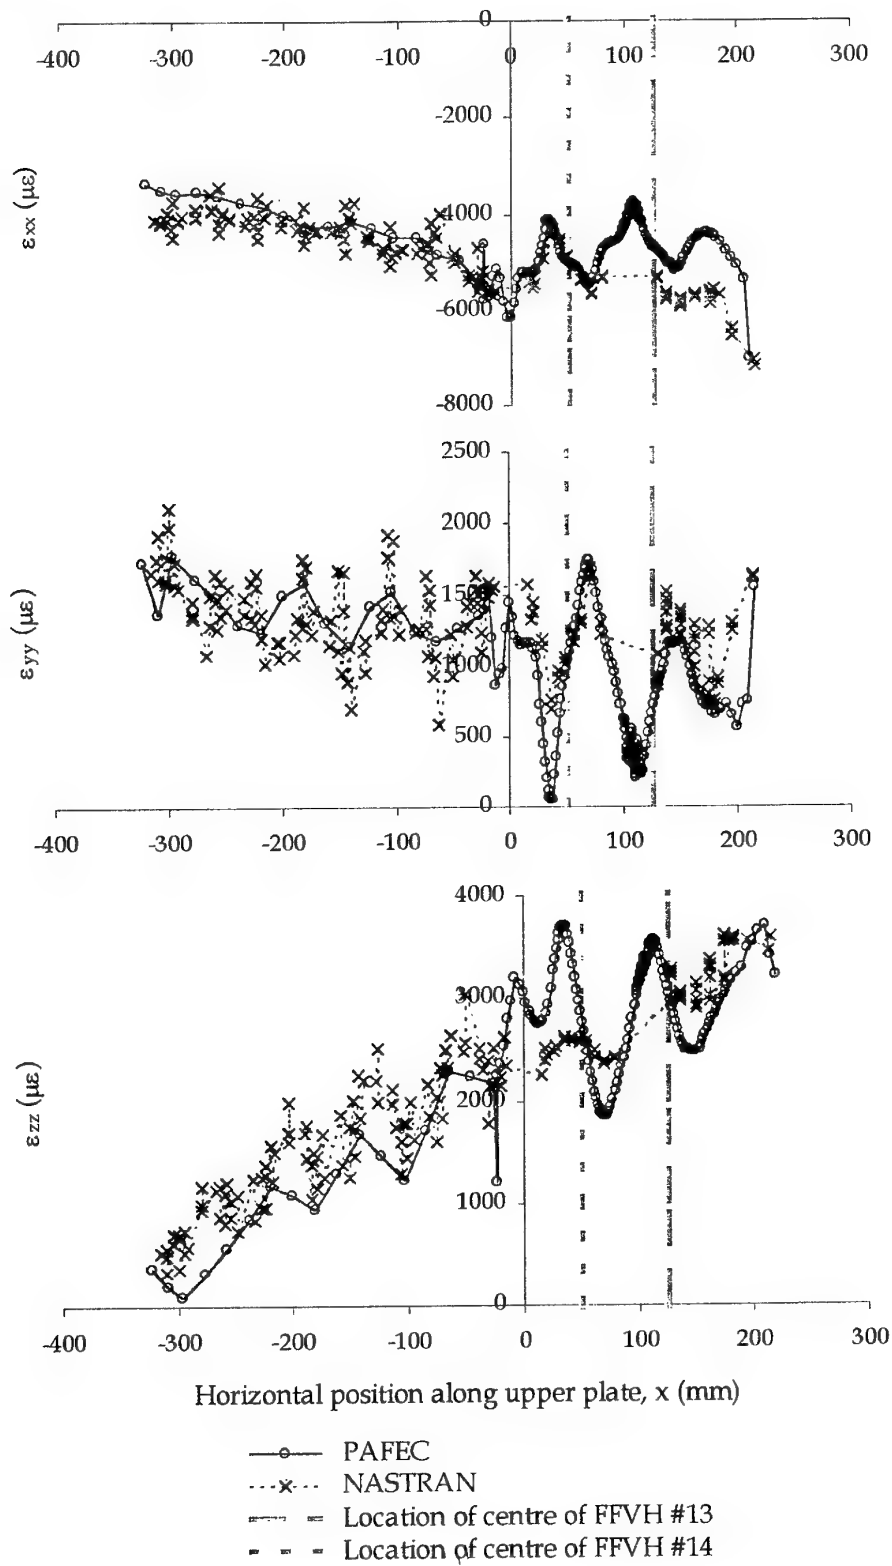 0
-400 -300 -200 -100 0 100 200 300
-2000
-4000
-6000
-8000
εxx (με)
2500
2000
1500
1000
500
0
-400 -300 -200 -100 0 100 200 300
εyy (με)
4000
3000
2000
1000
0
-400 -300 -200 -100 0 100 200 300
εzz (με)
Horizontal position along upper plate, x (mm)
PAFEC
NASTRAN
Location of centre of FFVH #13
Location of centre of FFVH #14